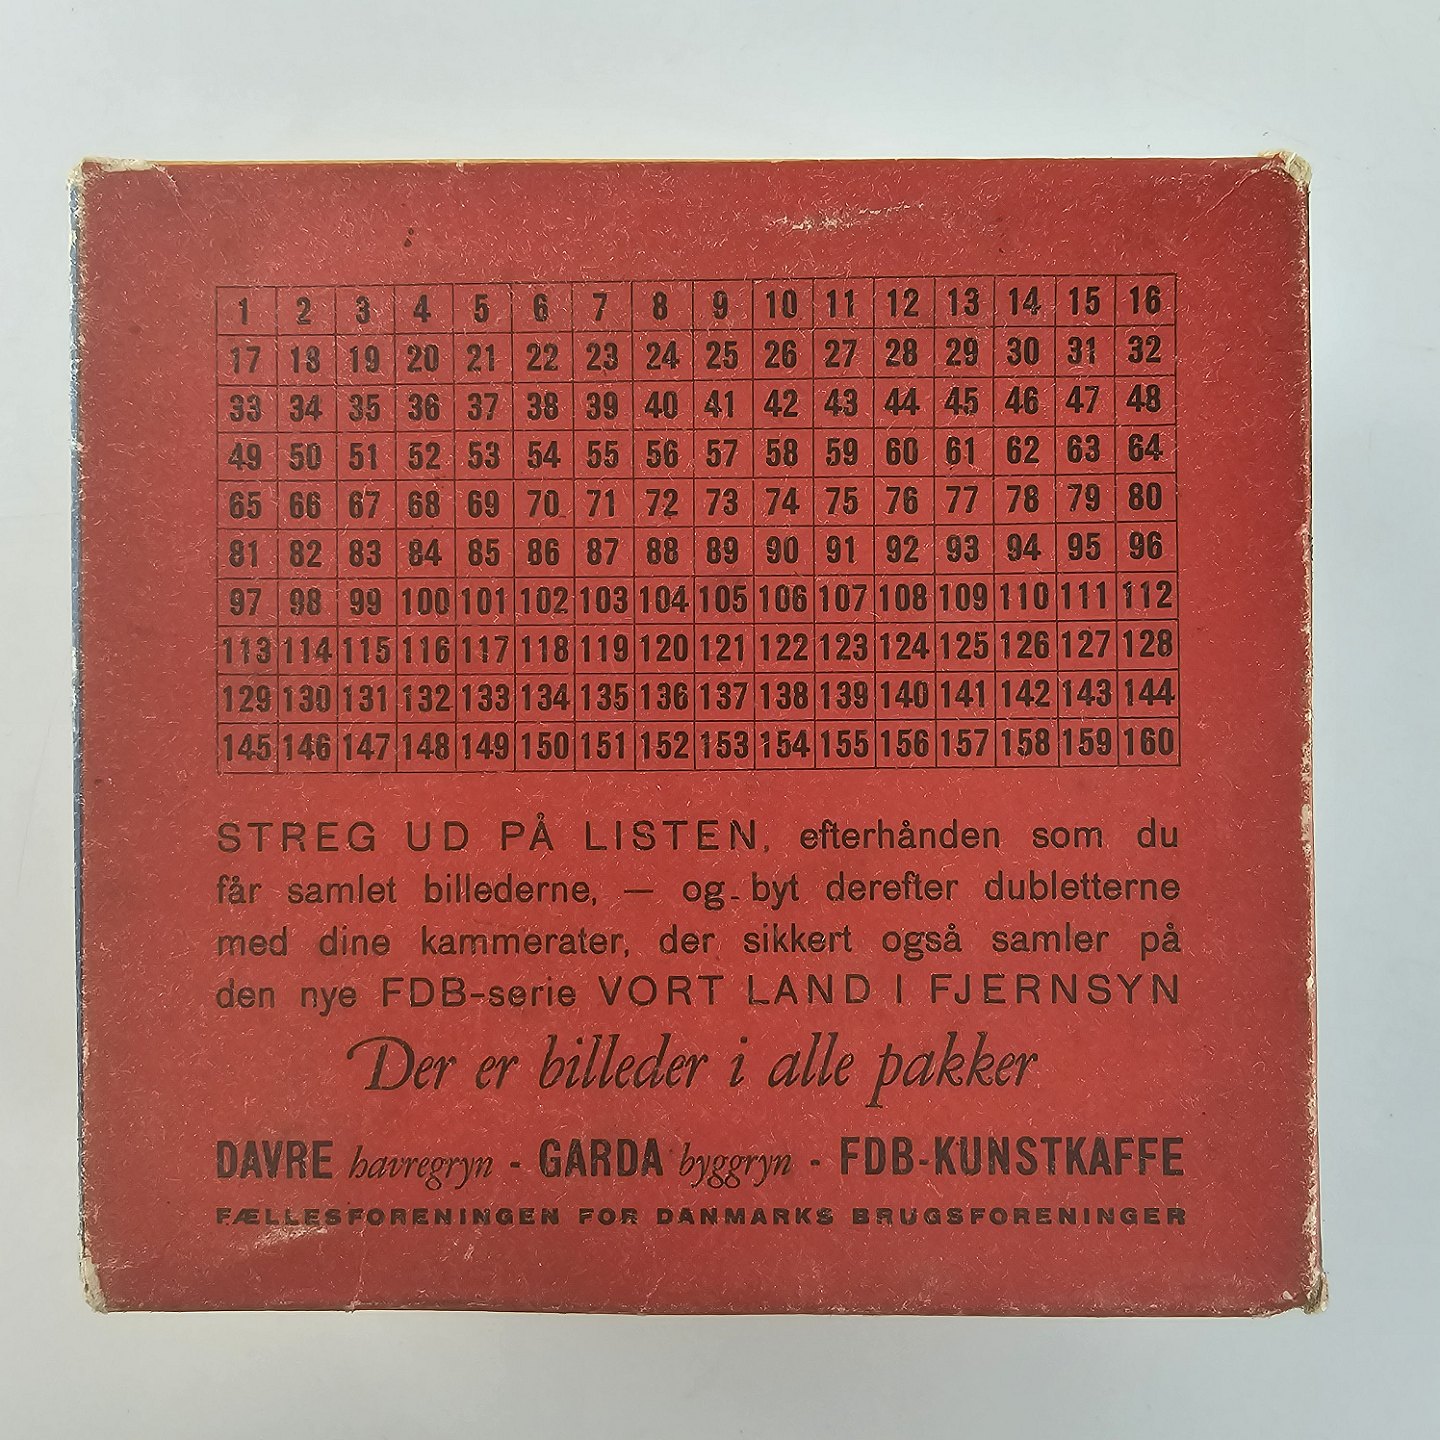 1 2 3 4 5 6 7 8 9 10 11 12 13 14 15 16
17 18 19 20 21 22 23 24 25 26 27 28 29 30 31 32
33 34 35 36 37 38 39 40 41 42 43 44 45 46 47 48
49 50 51 52 53 54 55 56 57 58 59 60 61 62 63 64
65 66 67 68 69 70 71 72 73 74 75 76 77 78 79 80
81 82 83 84 85 86 87 88 89 90 91 92 93 94 95 96
97 98 99 100 101 102 103 104 105 106 107 108 109 110 111 112
113 114 115 116 117 118 119 120 121 122 123 124 125 126 127 128
129 130 131 132 133 134 135 136 137 138 139 140 141 142 143 144
145 146 147 148 149 150 151 152 153 154 155 156 157 158 159 160
STREG UD PÅ LISTEN, efterhånden som du
får samlet billederne, — og byt derefter dubletterne
med dine kammerater, der sikkert også samler på
den nye FDB-serie VORT LAND I FJERNSYN
Der er billeder i alle pakker
DAVRE havregryn - GARDA byggryn - FDB-KUNSTKAFFE
FÆLLESFORENINGEN FOR DANMARKS BRUGSFORENINGER